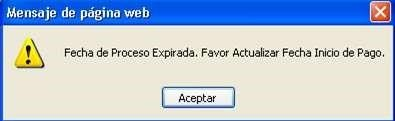 Mensaje de página web
Fecha de Proceso Expirada. Favor Actualizar Fecha Inicio de Pago.
Aceptar